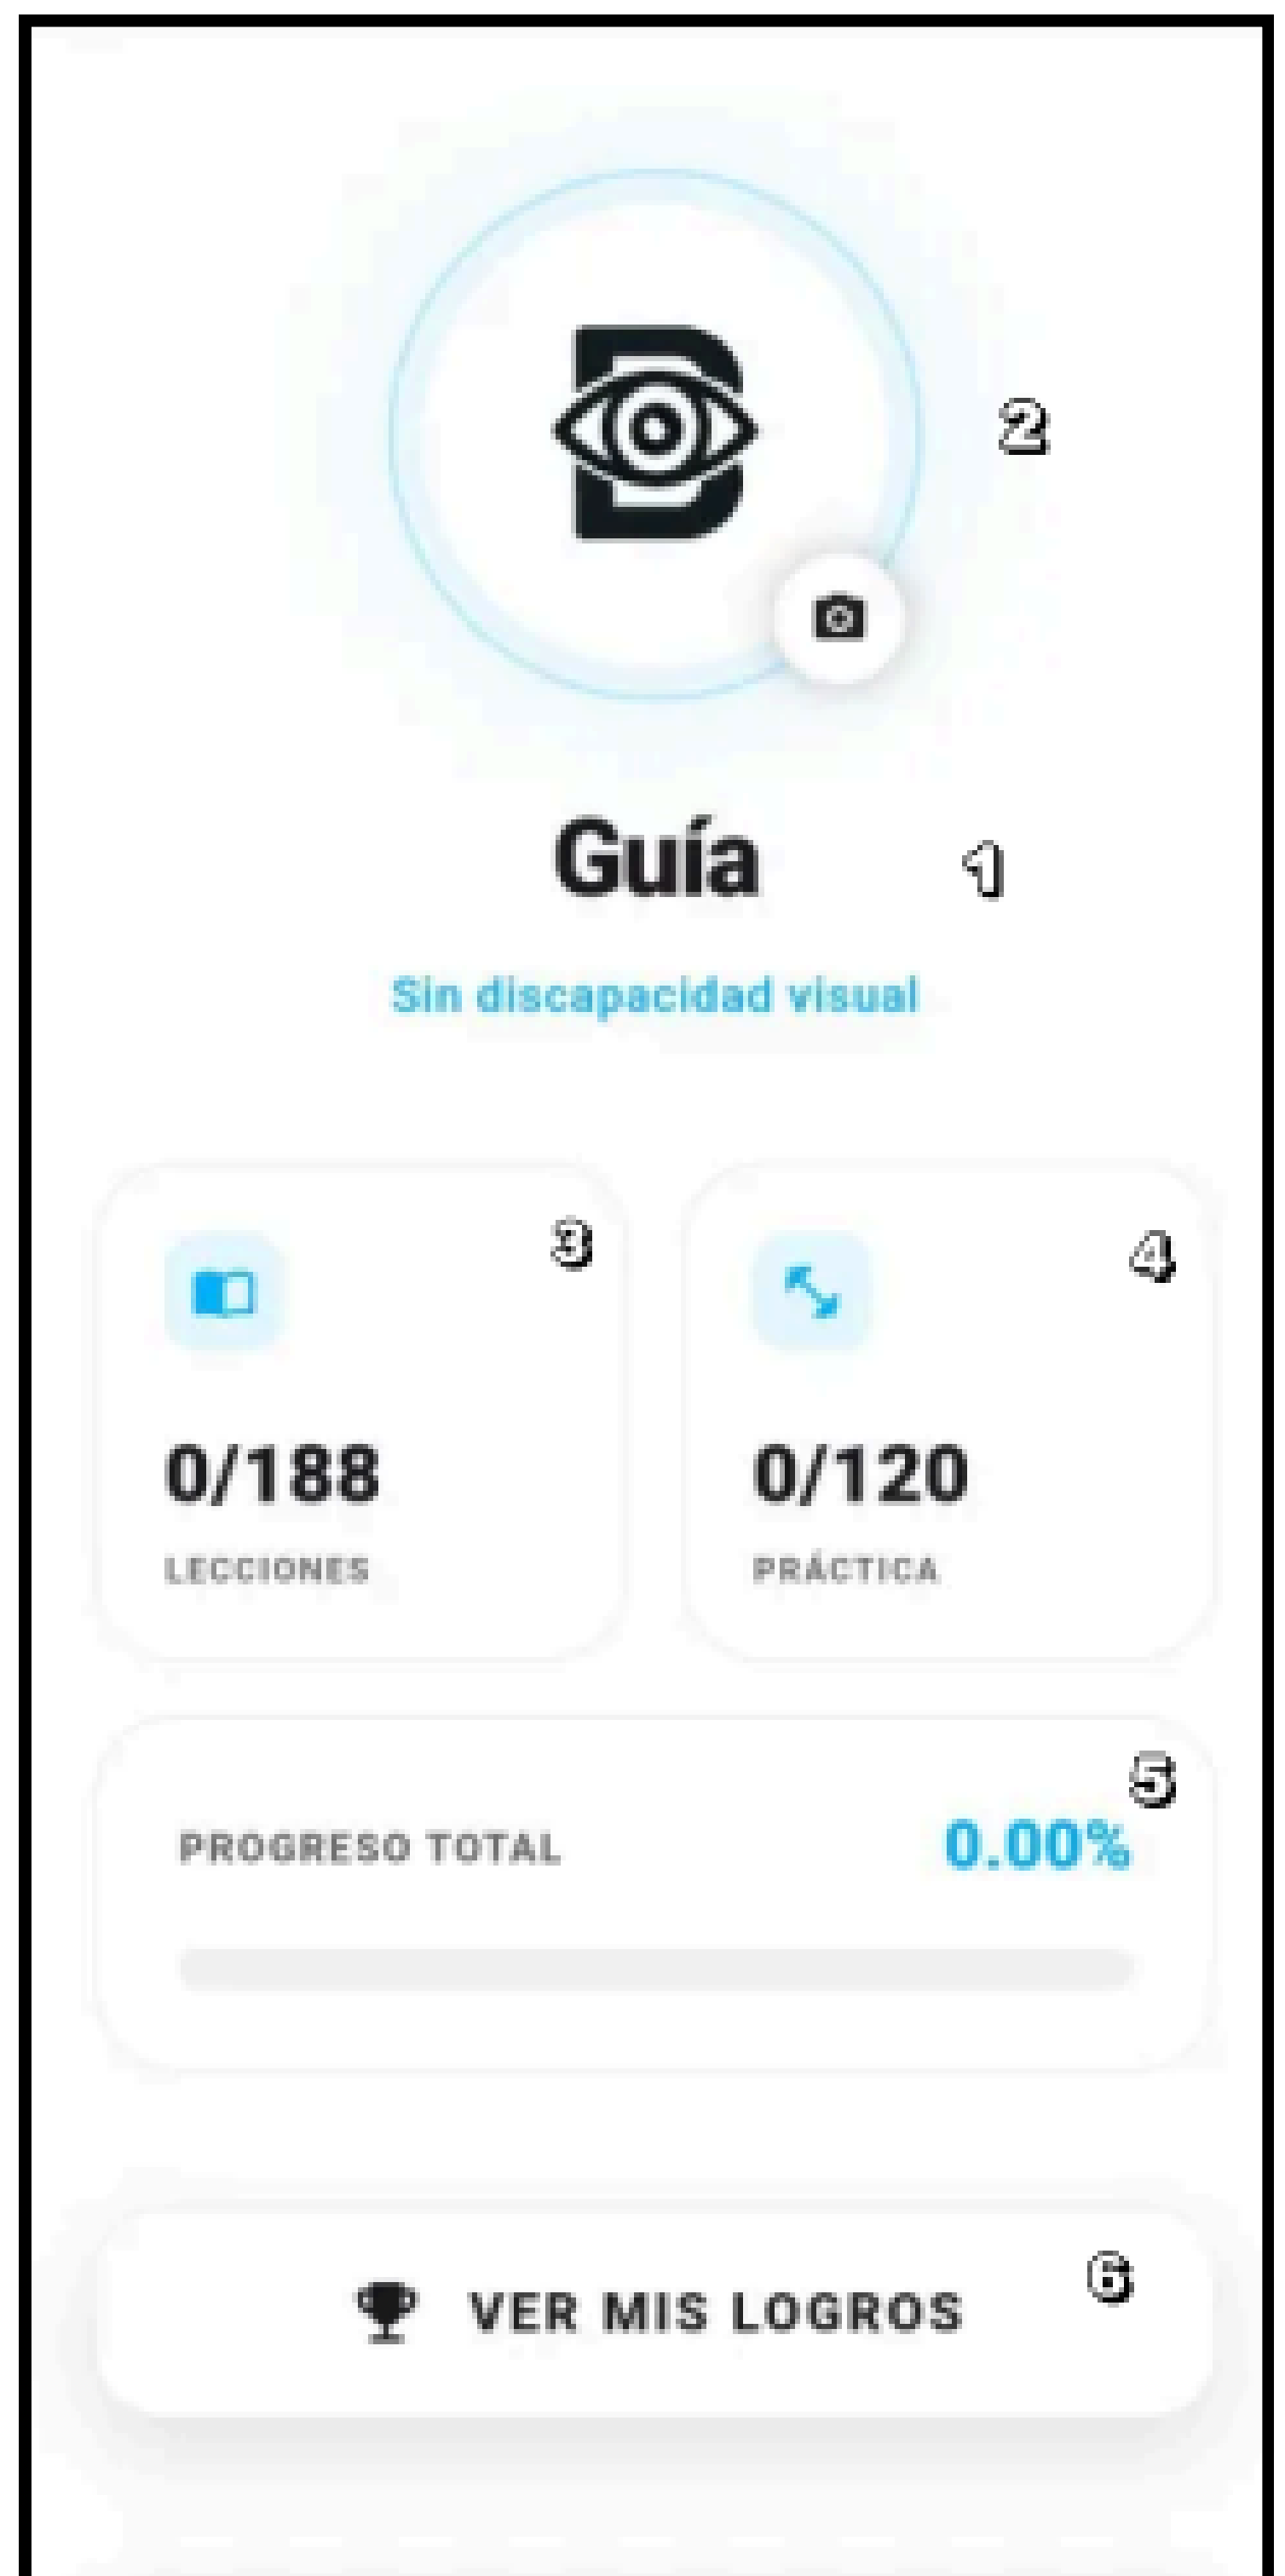 B
2
Guía
1
Sin discapacidad visual
3
4
0/188
0/120
LECCIONES
PRÁCTICA
5
PROGRESO TOTAL
0.00%
6
VER MIS LOGROS